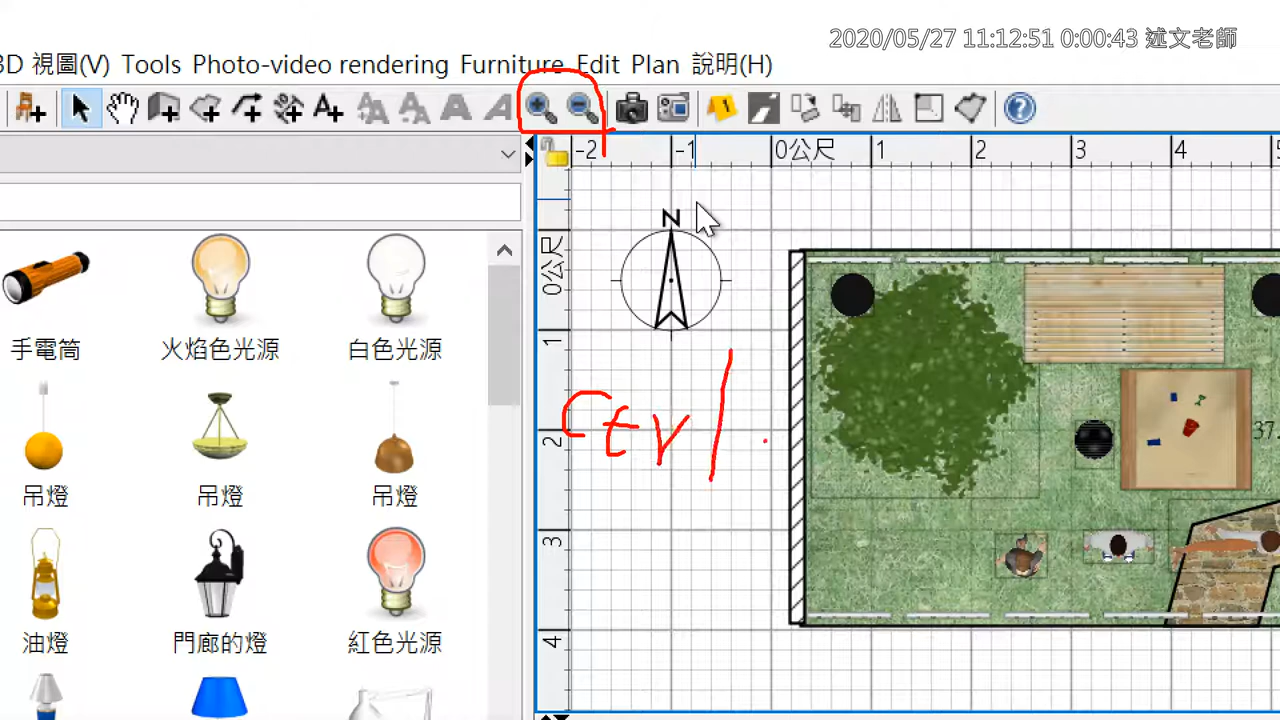 2020/05/27 11:12:51 0:00:43 述文老師
3D 視圖(V) Tools Photo-video rendering Furniture Edit Plan 說明(H)
-2 -1 0公尺 1 2 3 4 5
N
0公尺
1
2
3
4
手電筒 火焰色光源 白色光源
Ctrl
37.
吊燈 吊燈 吊燈
油燈 門廊的燈 紅色光源